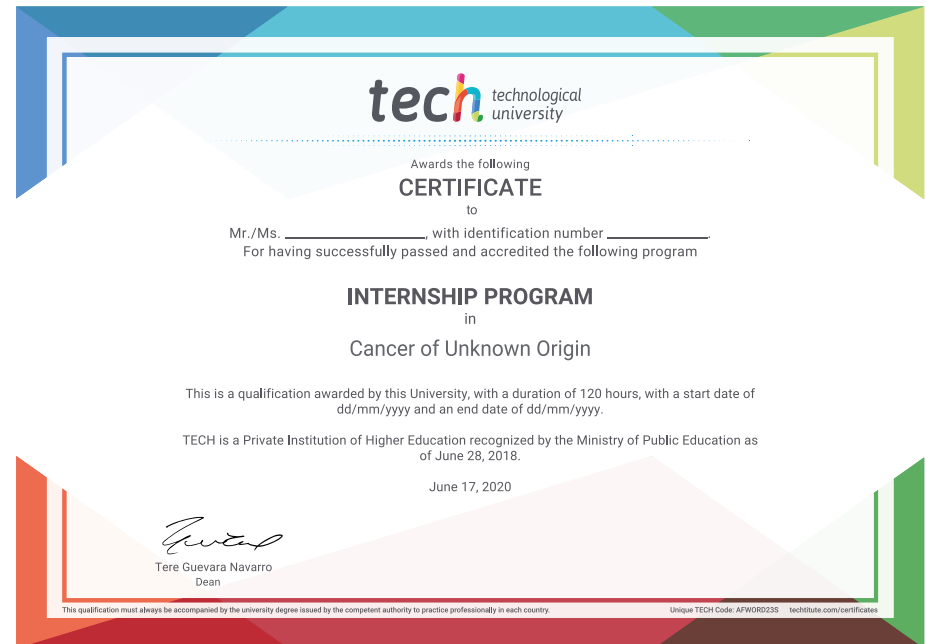 tech technological
university
Awards the following
CERTIFICATE
to
Mr./Ms. ____________________, with identification number ______________.
For having successfully passed and accredited the following program
INTERNSHIP PROGRAM
in
Cancer of Unknown Origin
This is a qualification awarded by this University, with a duration of 120 hours, with a start date of
dd/mm/yyyy and an end date of dd/mm/yyyy.
TECH is a Private Institution of Higher Education recognized by the Ministry of Public Education as
of June 28, 2018.
June 17, 2020
Tere Guevara Navarro
Dean
This qualification must always be accompanied by the university degree issued by the competent authority to practice professionally in each country. Unique TECH Code: AFWORD23S techtitute.com/certificates